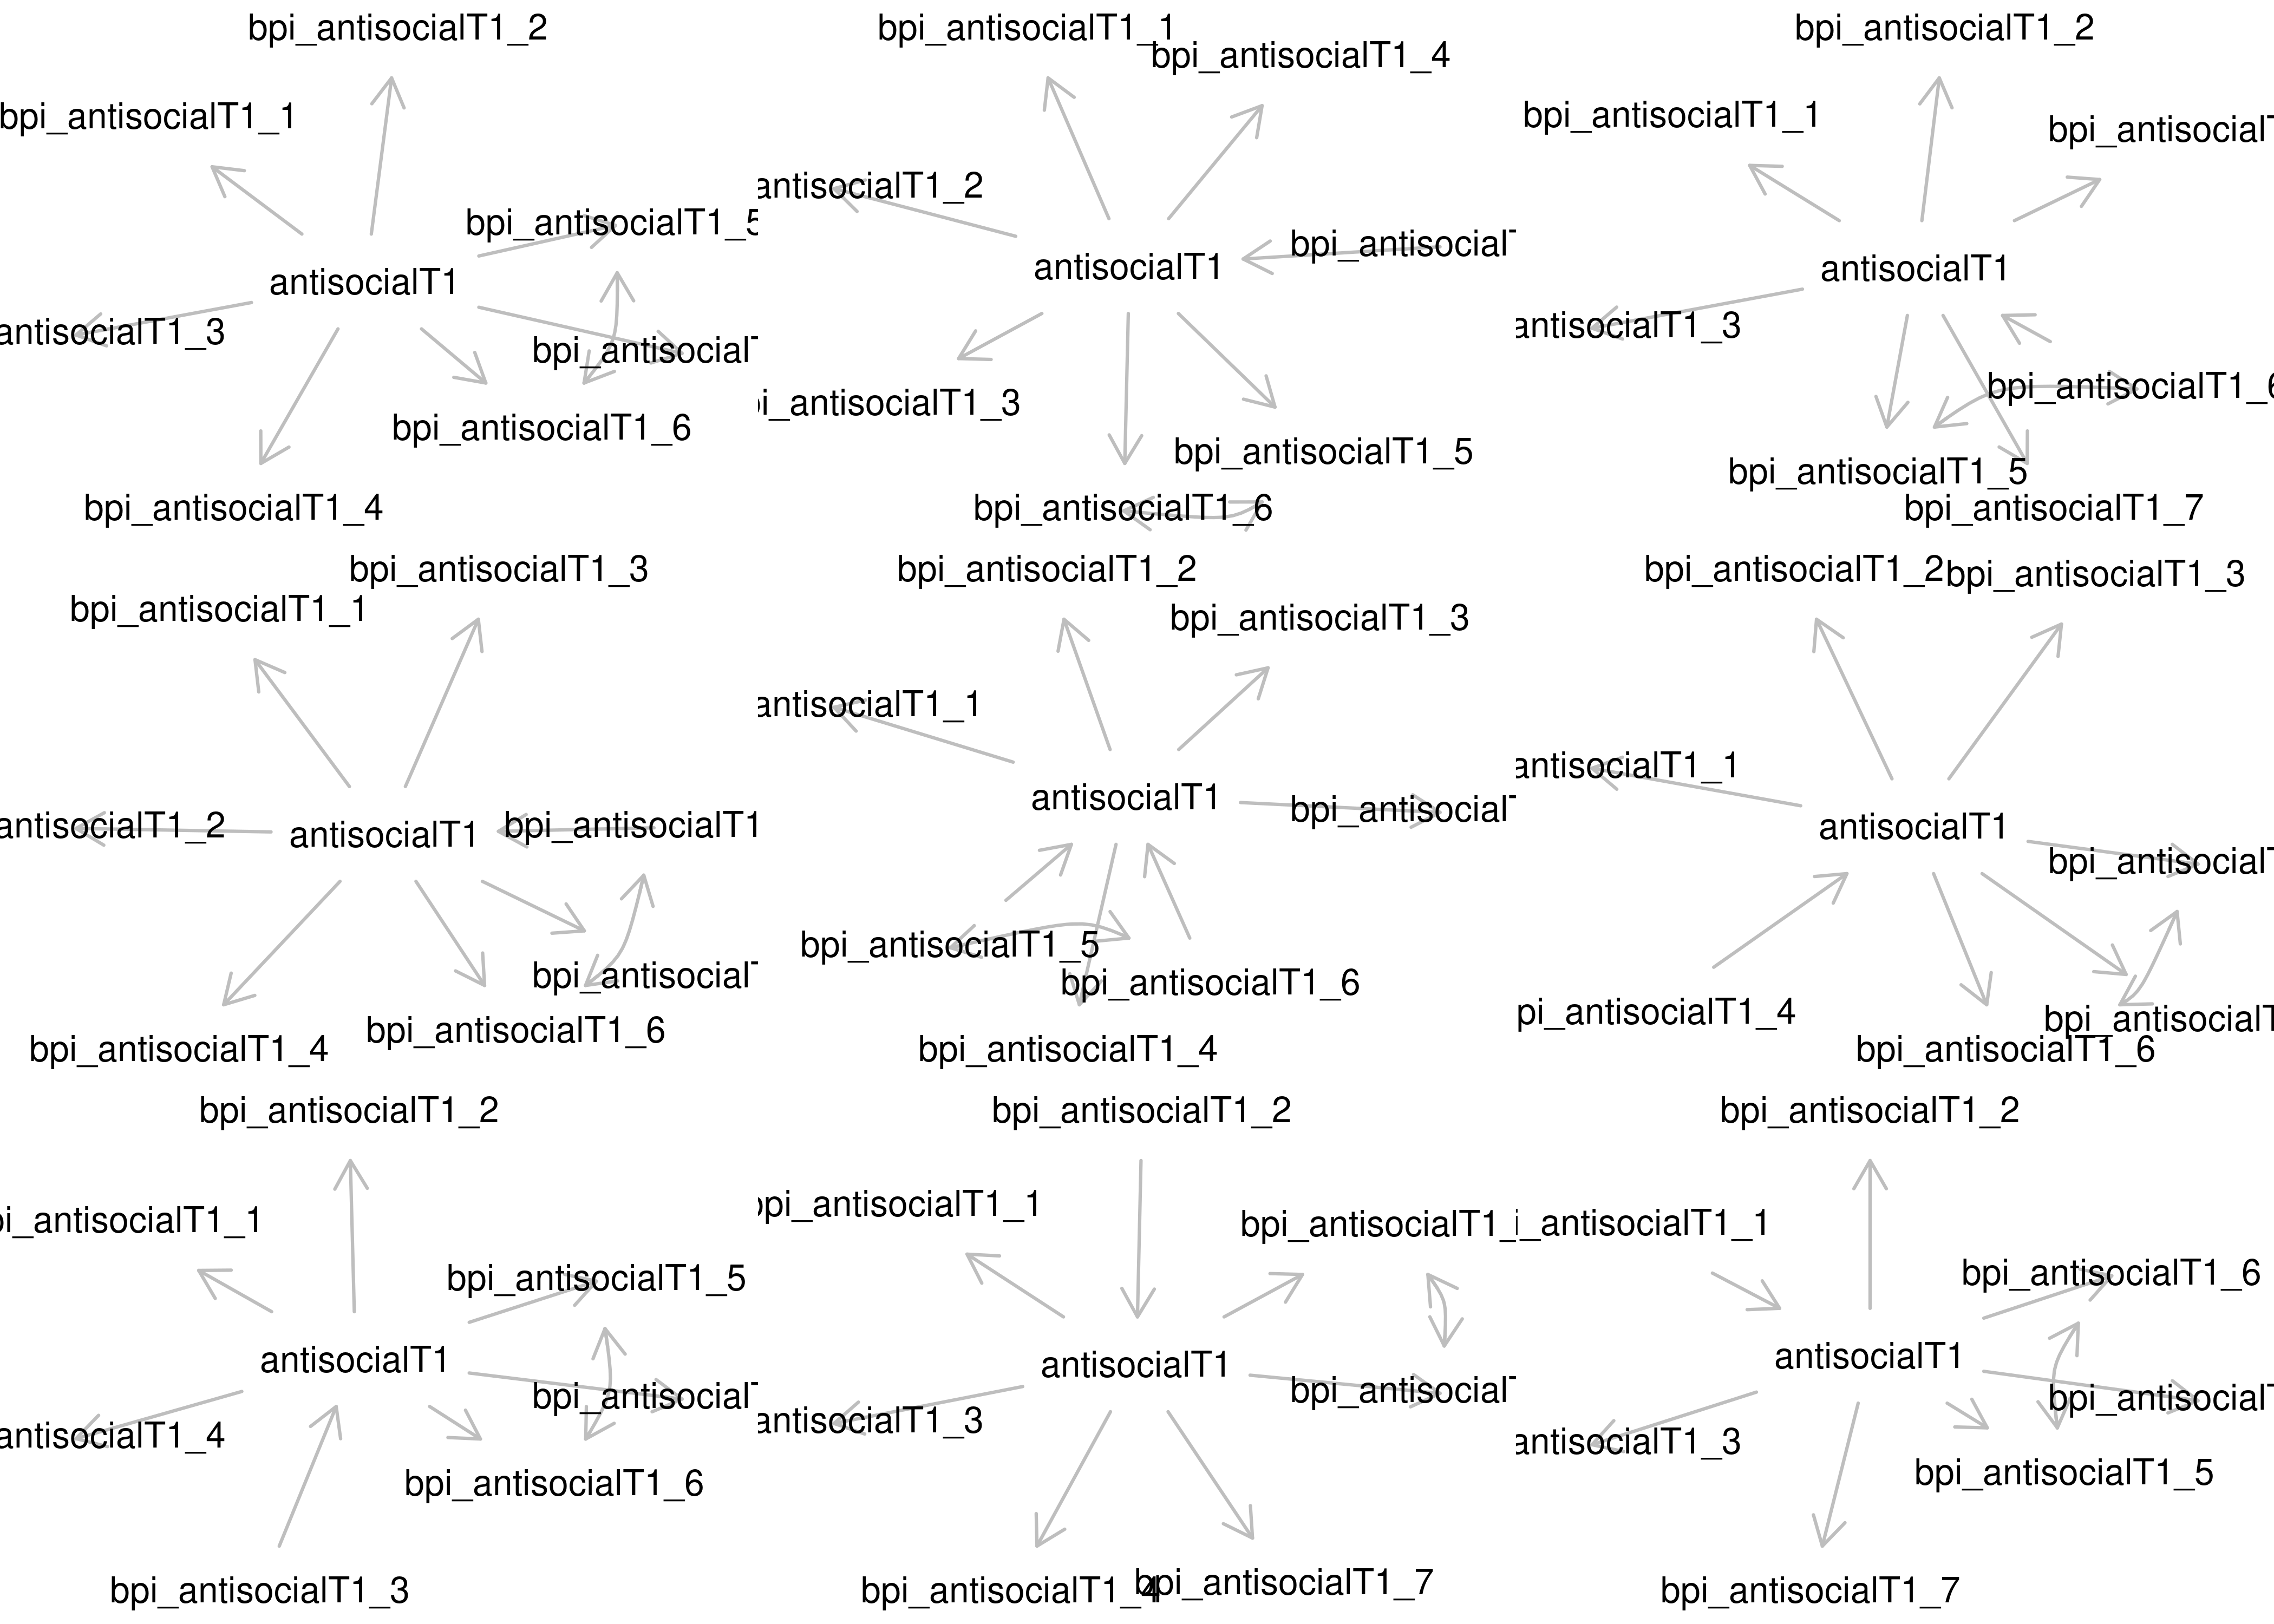 bpi_antisocialT1_2
bpi_antisocialT1_1
bpi_antisocialT1_5
antisocialT1
antisocialT1_3
bpi_antisocial
bpi_antisocialT1_6
bpi_antisocialT1_4
bpi_antisocialT1_1
bpi_antisocialT1_4
antisocialT1_2
bpi_antisocial
antisocialT1
i_antisocialT1_3
bpi_antisocialT1_5
bpi_antisocialT1_6
bpi_antisocialT1_2
bpi_antisocialT1_1
bpi_antisocial
antisocialT1
antisocialT1_3
bpi_antisocialT1_6
bpi_antisocialT1_5
bpi_antisocialT1_7
bpi_antisocialT1_3
bpi_antisocialT1_1
antisocialT1_2
antisocialT1
bpi_antisocialT1
bpi_antisocial
bpi_antisocialT1_6
bpi_antisocialT1_4
bpi_antisocialT1_2
bpi_antisocialT1_3
antisocialT1_1
antisocialT1
bpi_antisocial
bpi_antisocialT1_5
bpi_antisocialT1_6
bpi_antisocialT1_4
bpi_antisocialT1_2
bpi_antisocialT1_3
antisocialT1_1
antisocialT1
bpi_antisocial
pi_antisocialT1_4
bpi_antisocialT
bpi_antisocialT1_6
bpi_antisocialT1_2
i_antisocialT1_1
bpi_antisocialT1_5
antisocialT1
bpi_antisocial
antisocialT1_4
bpi_antisocialT1_6
bpi_antisocialT1_3
bpi_antisocialT1_2
bpi_antisocialT1_1
bpi_antisocialT1_
antisocialT1
bpi_antisocial
antisocialT1_3
bpi_antisocialT1_4
bpi_antisocialT1_7
bpi_antisocialT1_2
i_antisocialT1_1
bpi_antisocialT1_6
antisocialT1
bpi_antisocial
antisocialT1_3
bpi_antisocialT1_5
bpi_antisocialT1_7